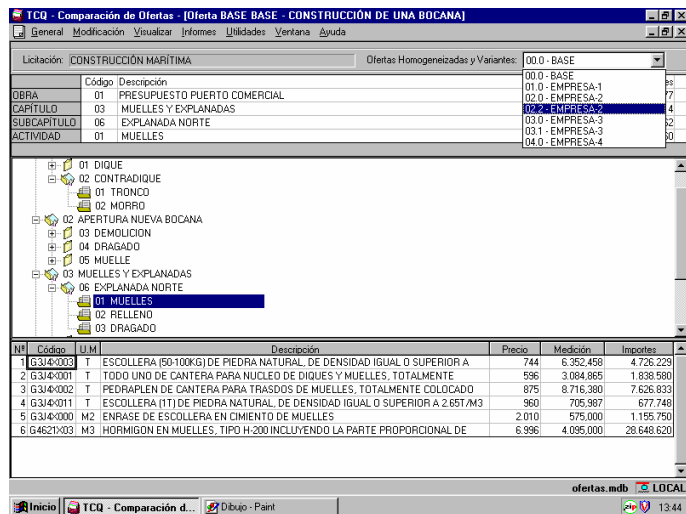 TCQ - Comparación de Ofertas - [Oferta BASE BASE - CONSTRUCCIÓN DE UNA BOCANA]
General Modificación Visualizar Informes Utilidades Ventana Ayuda
Licitación: CONSTRUCCIÓN MARÍTIMA Ofertas Homogeneizadas y Variantes: 00.0 - BASE
00.0 - BASE
01.0 - EMPRESA-1
02.0 - EMPRESA-2
02.2 - EMPRESA-2
03.0 - EMPRESA-3
03.1 - EMPRESA-3
04.0 - EMPRESA-4
Código Descripción es
OBRA 01 PRESUPUESTO PUERTO COMERCIAL 77
CAPÍTULO 03 MUELLES Y EXPLANADAS 4
SUBCAPÍTULO 06 EXPLANADA NORTE 52
ACTIVIDAD 01 MUELLES 50
01 DIQUE
02 CONTRADIQUE
01 TRONCO
02 MORRO
02 APERTURA NUEVA BOCANA
03 DEMOLICION
04 DRAGADO
05 MUELLE
03 MUELLES Y EXPLANADAS
06 EXPLANADA NORTE
01 MUELLES
02 RELLENO
03 DRAGADO
Nº Código U.M Descripción Precio Medición Importes
1 G3J4X003 T ESCOLLERA (50-100KG) DE PIEDRA NATURAL, DE DENSIDAD IGUAL O SUPERIOR A 744 6.352,458 4.726.229
2 G3J4X001 T TODO UNO DE CANTERA PARA NUCLEO DE DIQUES Y MUELLES, TOTALMENTE 596 3.084,865 1.838.580
3 G3J4X002 T PEDRAPLEN DE CANTERA PARA TRASDOS DE MUELLES, TOTALMENTE COLOCADO 875 8.716,380 7.626.833
4 G3J4X011 T ESCOLLERA (1T) DE PIEDRA NATURAL, DE DENSIDAD IGUAL O SUPERIOR A 2.65T/M3 960 705,987 677.748
5 G3J4X000 M2 ENRASE DE ESCOLLERA EN CIMIENTO DE MUELLES 2.010 575,000 1.155.750
6 G4621X03 M3 HORMIGON EN MUELLES, TIPO H-200 INCLUYENDO LA PARTE PROPORCIONAL DE 6.996 4.095,000 28.648.620
ofertas.mdb LOCAL
Inicio TCQ - Comparación d... Dibujo - Paint zip 13:44